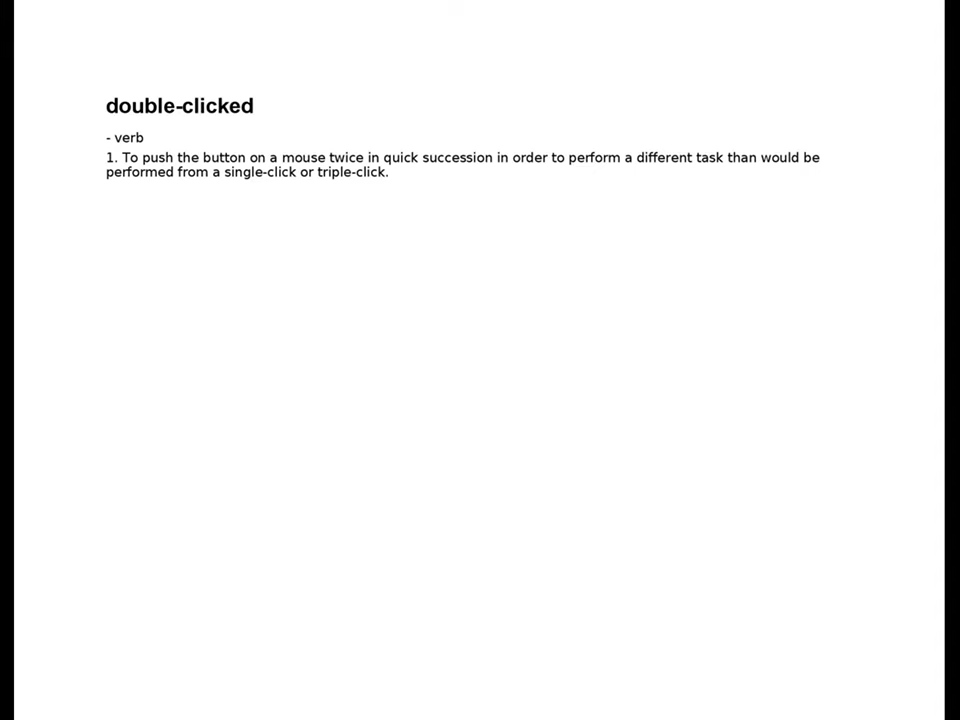 double-clicked
- verb
1. To push the button on a mouse twice in quick succession in order to perform a different task than would be
performed from a single-click or triple-click.